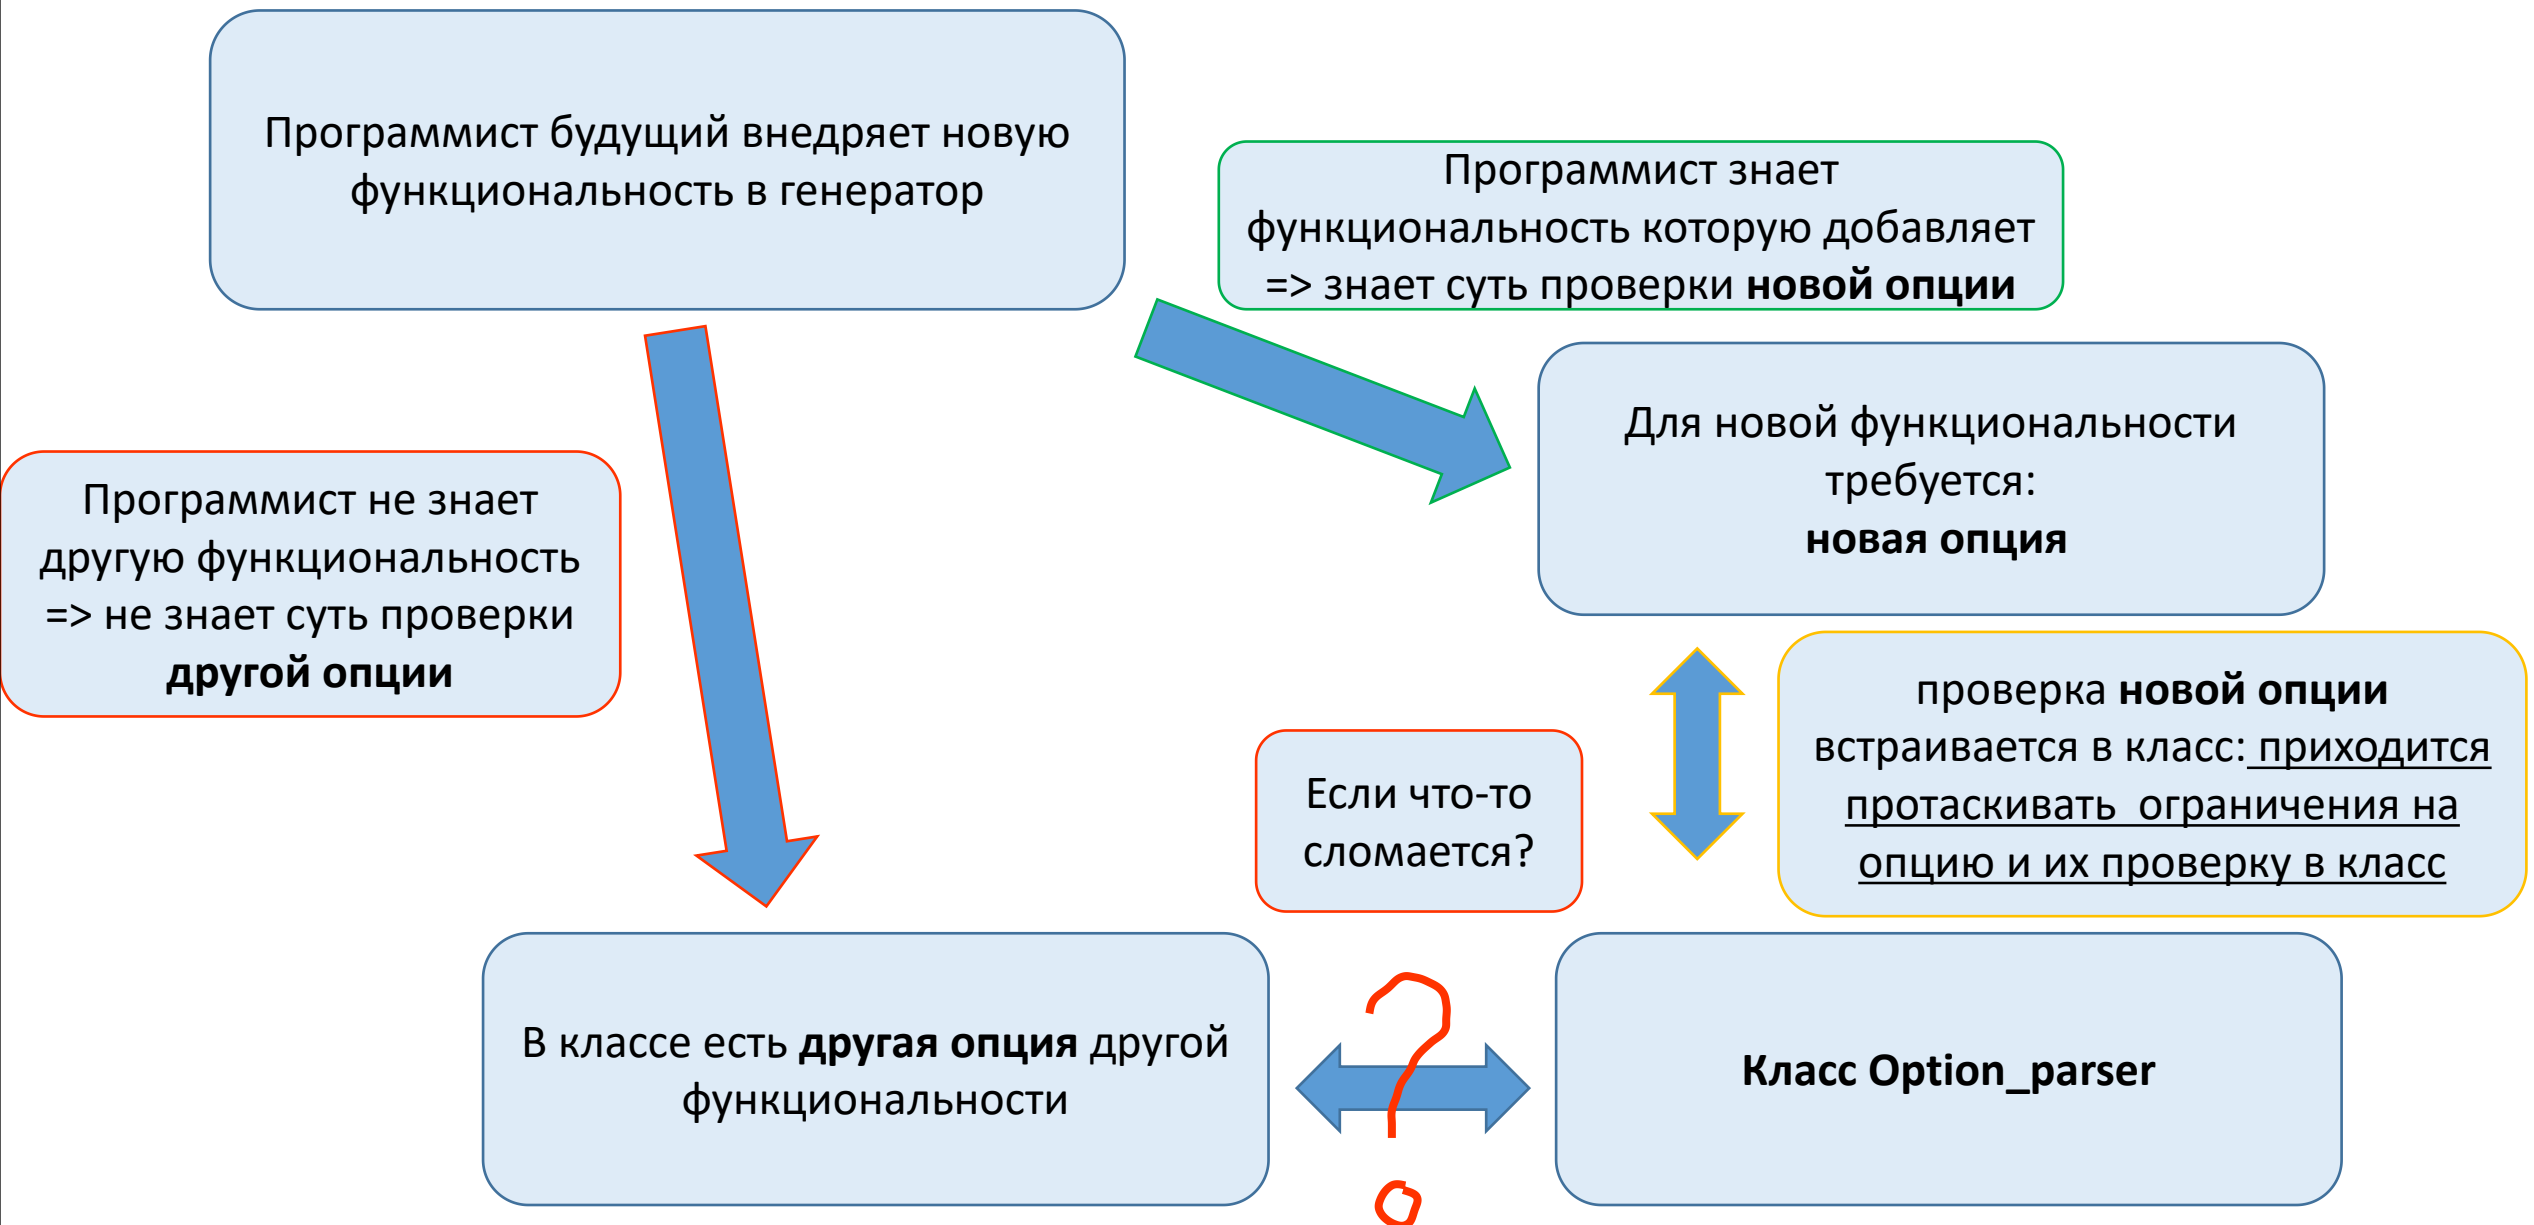 Программист будущий внедряет новую
функциональность в генератор
Программист знает
функциональность которую добавляет
=> знает суть проверки новой опции
Для новой функциональности
требуется:
новая опция
Программист не знает
другую функциональность
=> не знает суть проверки
другой опции
проверка новой опции
встраивается в класс: приходится
протаскивать  ограничения на
опцию и их проверку в класс
Если что-то
сломается?
В классе есть другая опция другой
функциональности
?
Класс Option_parser